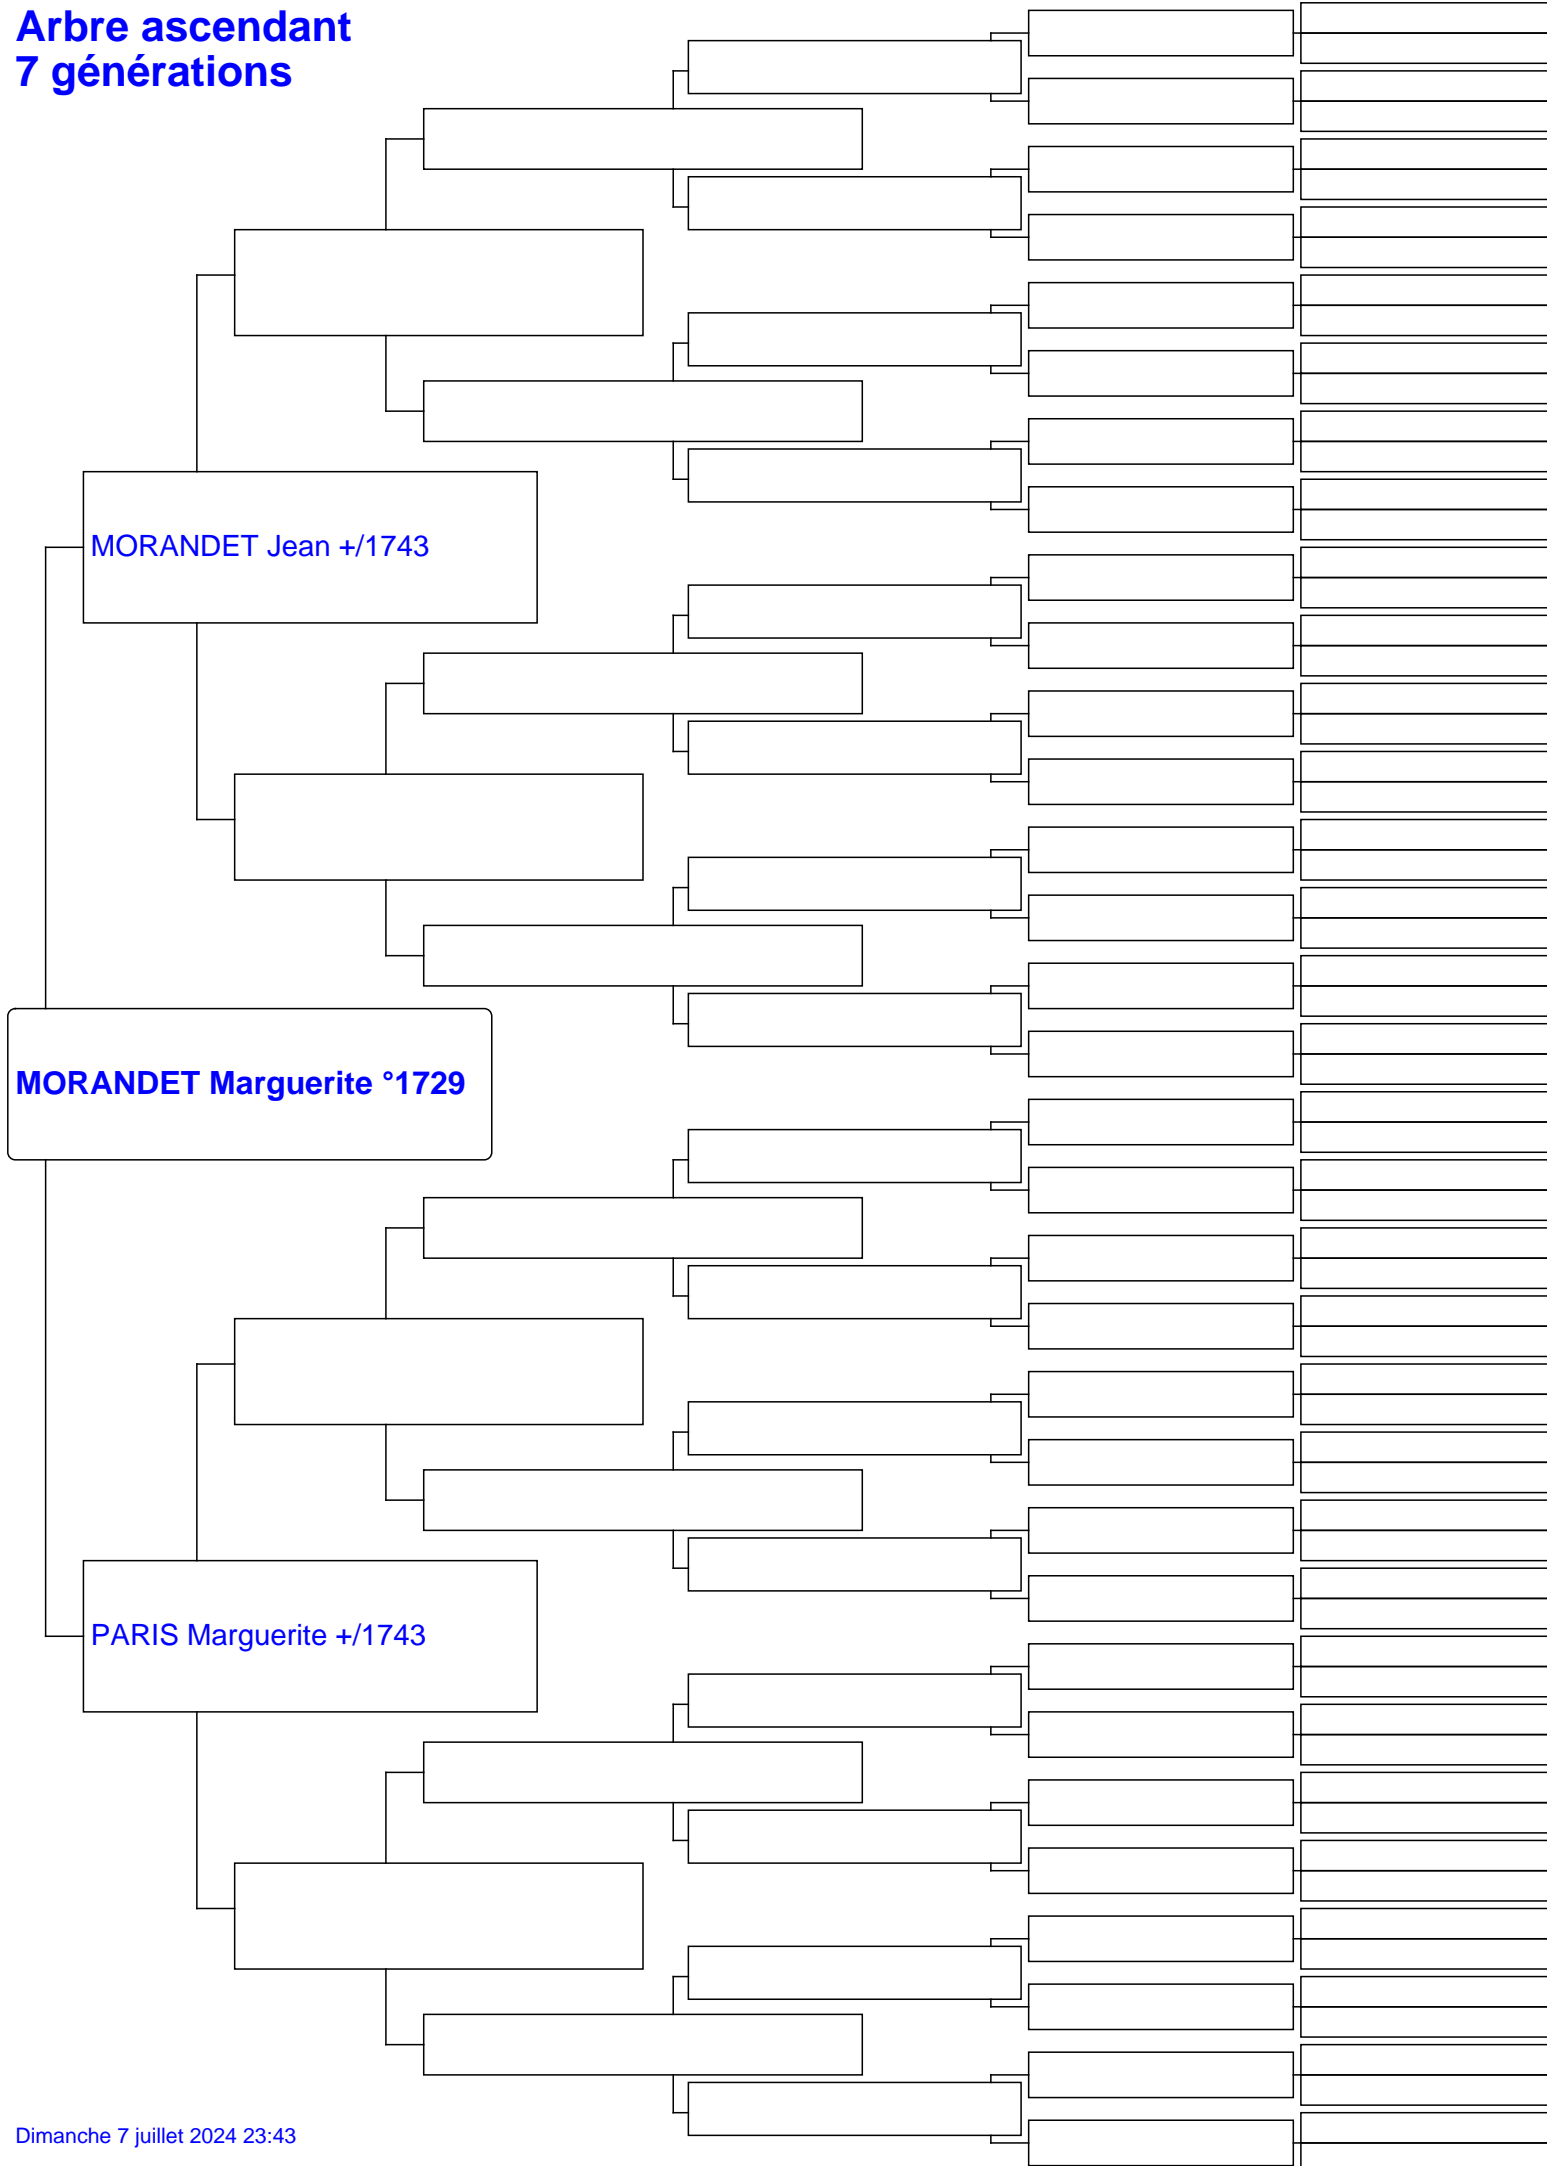 Arbre ascendant
7 générations
MORANDET Jean +/1743
MORANDET Marguerite °1729
PARIS Marguerite +/1743
Dimanche 7 juillet 2024 23:43